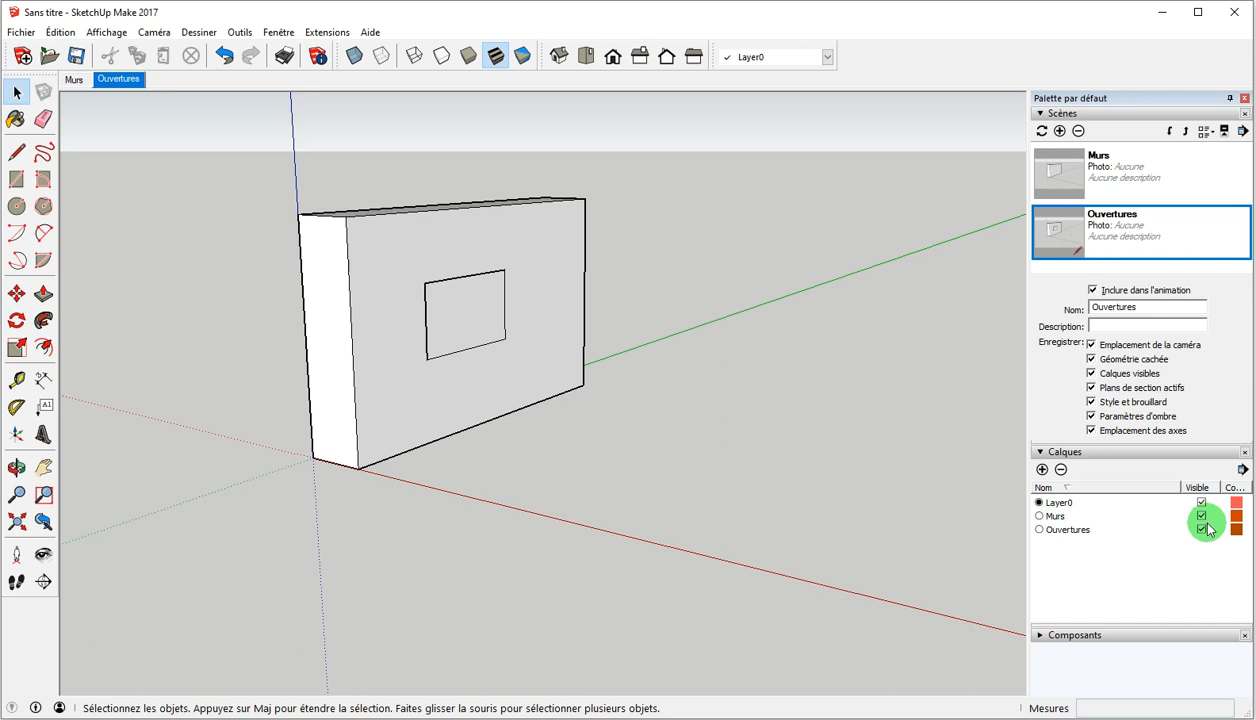 Sans titre - SketchUp Make 2017
Fichier Édition Affichage Caméra Dessiner Outils Fenêtre Extensions Aide
Layer0
Murs Ouvertures
Palette par défaut
Scènes
Murs
Photo: Aucune
Aucune description
Ouvertures
Photo: Aucune
Aucune description
Inclure dans l'animation
Nom: Ouvertures
Description:
Enregistrer: Emplacement de la caméra
Géométrie cachée
Calques visibles
Plans de section actifs
Style et brouillard
Paramètres d'ombre
Emplacement des axes
Calques
Nom Visible Co...
Layer0
Murs
Ouvertures
Composants
Sélectionnez les objets. Appuyez sur Maj pour étendre la sélection. Faites glisser la souris pour sélectionner plusieurs objets.
Mesures